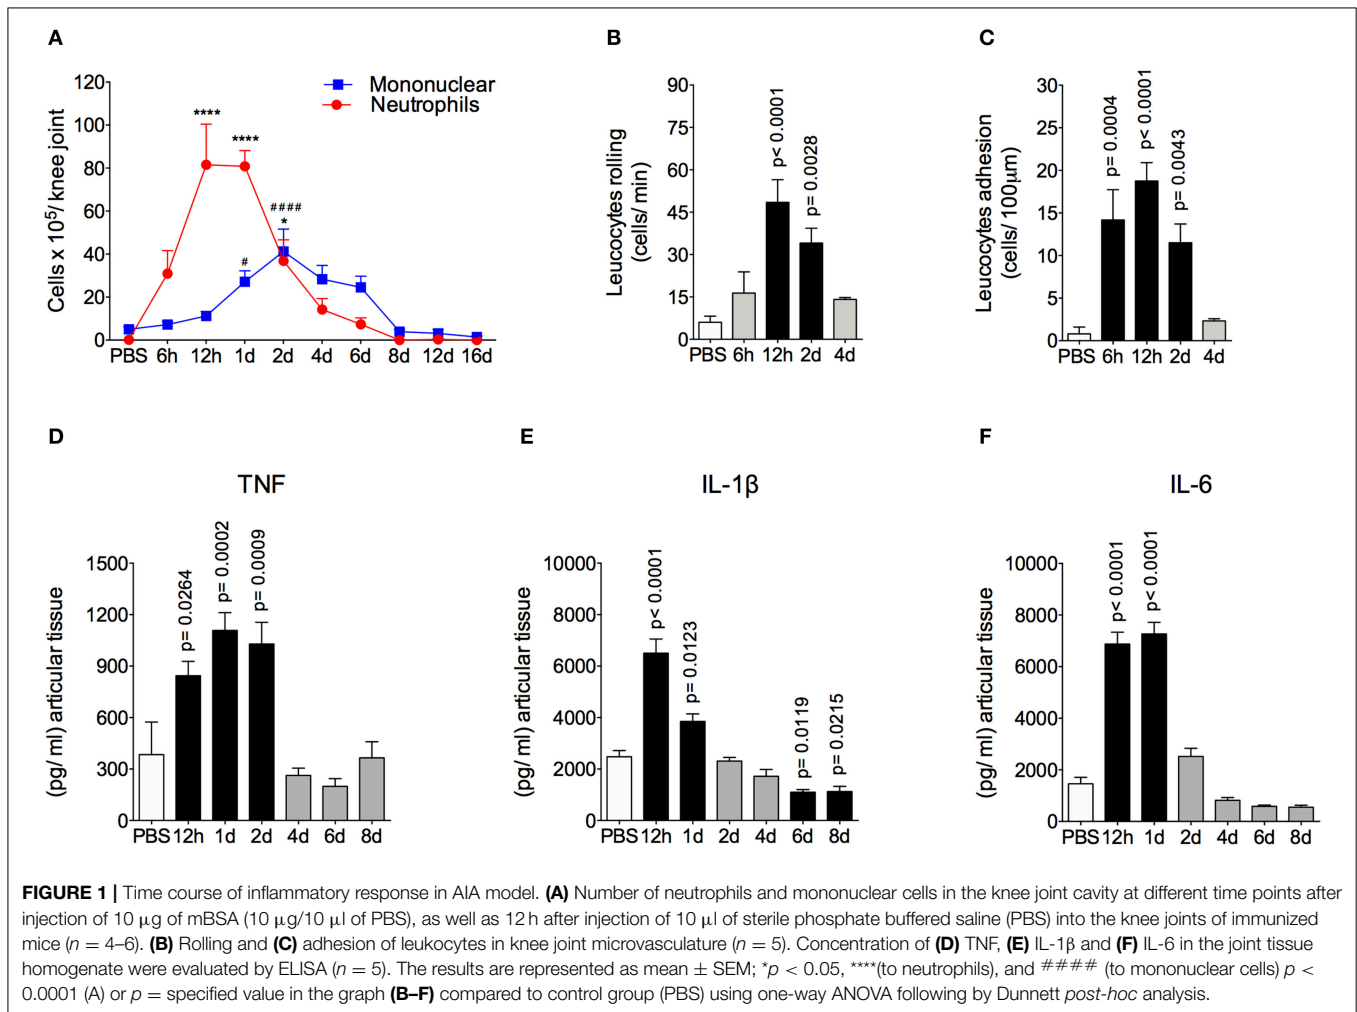 A
B
C
Mononuclear
Neutrophils
Cells x 10⁵/ knee joint
120
100
80
60
40
20
0
****
****
####
*
#
PBS 6h 12h 1d 2d 4d 6d 8d 12d 16d
Leucocytes rolling
(cells/ min)
90
75
60
45
30
15
0
p< 0.0001
p= 0.0028
PBS 6h 12h 2d 4d
Leucocytes adhesion
(cells/ 100μm)
30
25
20
15
10
5
0
p= 0.0004
p< 0.0001
p= 0.0043
PBS 6h 12h 2d 4d
D
E
F
TNF
(pg/ ml) articular tissue
1500
1200
900
600
300
0
p= 0.0264
p= 0.0002
p= 0.0009
PBS 12h 1d 2d 4d 6d 8d
IL-1β
(pg/ ml) articular tissue
10000
8000
6000
4000
2000
0
p< 0.0001
p= 0.0123
p= 0.0119
p= 0.0215
PBS 12h 1d 2d 4d 6d 8d
IL-6
(pg/ ml) articular tissue
10000
8000
6000
4000
2000
0
p< 0.0001
p< 0.0001
PBS 12h 1d 2d 4d 6d 8d
FIGURE 1 | Time course of inflammatory response in AIA model. (A) Number of neutrophils and mononuclear cells in the knee joint cavity at different time points after
injection of 10 μg of mBSA (10 μg/10 μl of PBS), as well as 12 h after injection of 10 μl of sterile phosphate buffered saline (PBS) into the knee joints of immunized
mice (n = 4–6). (B) Rolling and (C) adhesion of leukocytes in knee joint microvasculature (n = 5). Concentration of (D) TNF, (E) IL-1β and (F) IL-6 in the joint tissue
homogenate were evaluated by ELISA (n = 5). The results are represented as mean ± SEM; *p < 0.05, ****(to neutrophils), and #### (to mononuclear cells) p <
0.0001 (A) or p = specified value in the graph (B–F) compared to control group (PBS) using one-way ANOVA following by Dunnett post-hoc analysis.